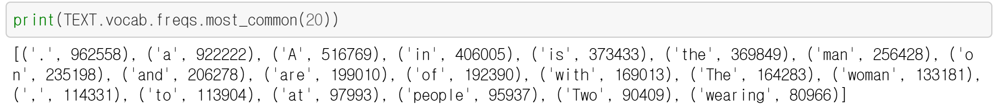 print(TEXT.vocab.freqs.most_common(20))
[('.', 962558), ('a', 922222), ('A', 516769), ('in', 406005), ('is', 373433), ('the', 369849), ('man', 256428), ('o
n', 235198), ('and', 206278), ('are', 199010), ('of', 192390), ('with', 169013), ('The', 164283), ('woman', 133181),
(',', 114331), ('to', 113904), ('at', 97993), ('people', 95937), ('Two', 90409), ('wearing', 80966)]